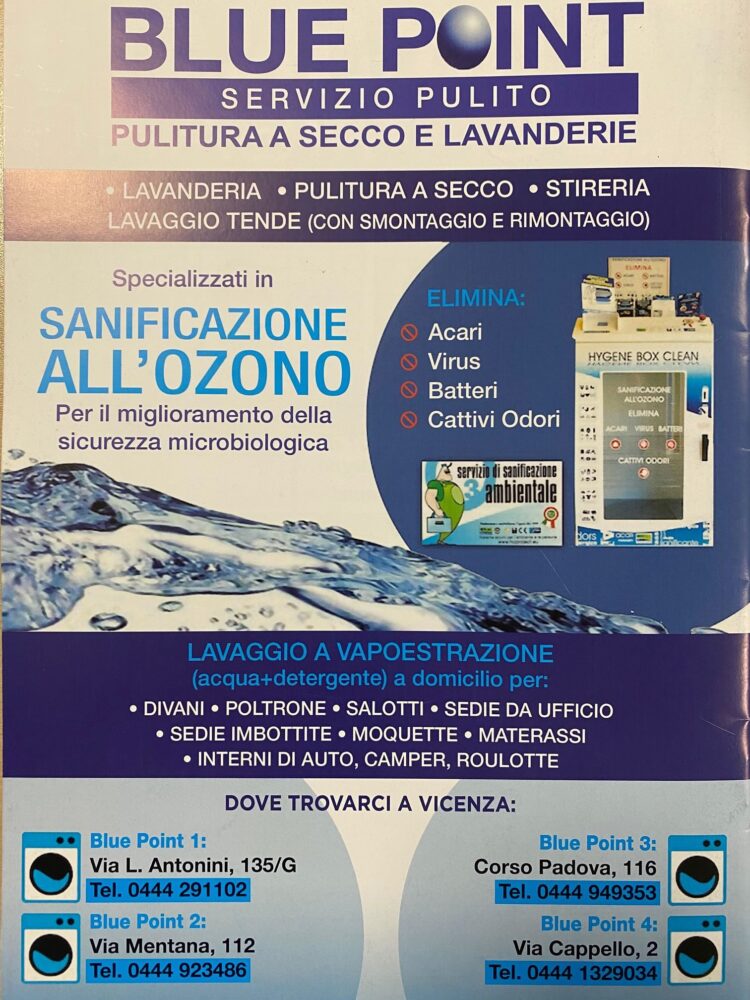 BLUE POINT
SERVIZIO PULITO
PULITURA A SECCO E LAVANDERIE
• LAVANDERIA • PULITURA A SECCO • STIRERIA
LAVAGGIO TENDE (CON SMONTAGGIO E RIMONTAGGIO)
Specializzati in
SANIFICAZIONE
ALL'OZONO
Per il miglioramento della
sicurezza microbiologica
ELIMINA:
Acari
Virus
Batteri
Cattivi Odori
ELIMINA
HYGENE BOX CLEAN
SANIFICAZIONE
ALL'OZONO
ELIMINA
ACARI VIRUS BATTERI
CATTIVI ODORI
servizio di sanificazione
ambientale
LAVAGGIO A VAPOESTRAZIONE
(acqua+detergente) a domicilio per:
• DIVANI • POLTRONE • SALOTTI • SEDIE DA UFFICIO
• SEDIE IMBOTTITE • MOQUETTE • MATERASSI
• INTERNI DI AUTO, CAMPER, ROULOTTE
DOVE TROVARCI A VICENZA:
Blue Point 1:
Via L. Antonini, 135/G
Tel. 0444 291102
Blue Point 2:
Via Mentana, 112
Tel. 0444 923486
Blue Point 3:
Corso Padova, 116
Tel. 0444 949353
Blue Point 4:
Via Cappello, 2
Tel. 0444 1329034